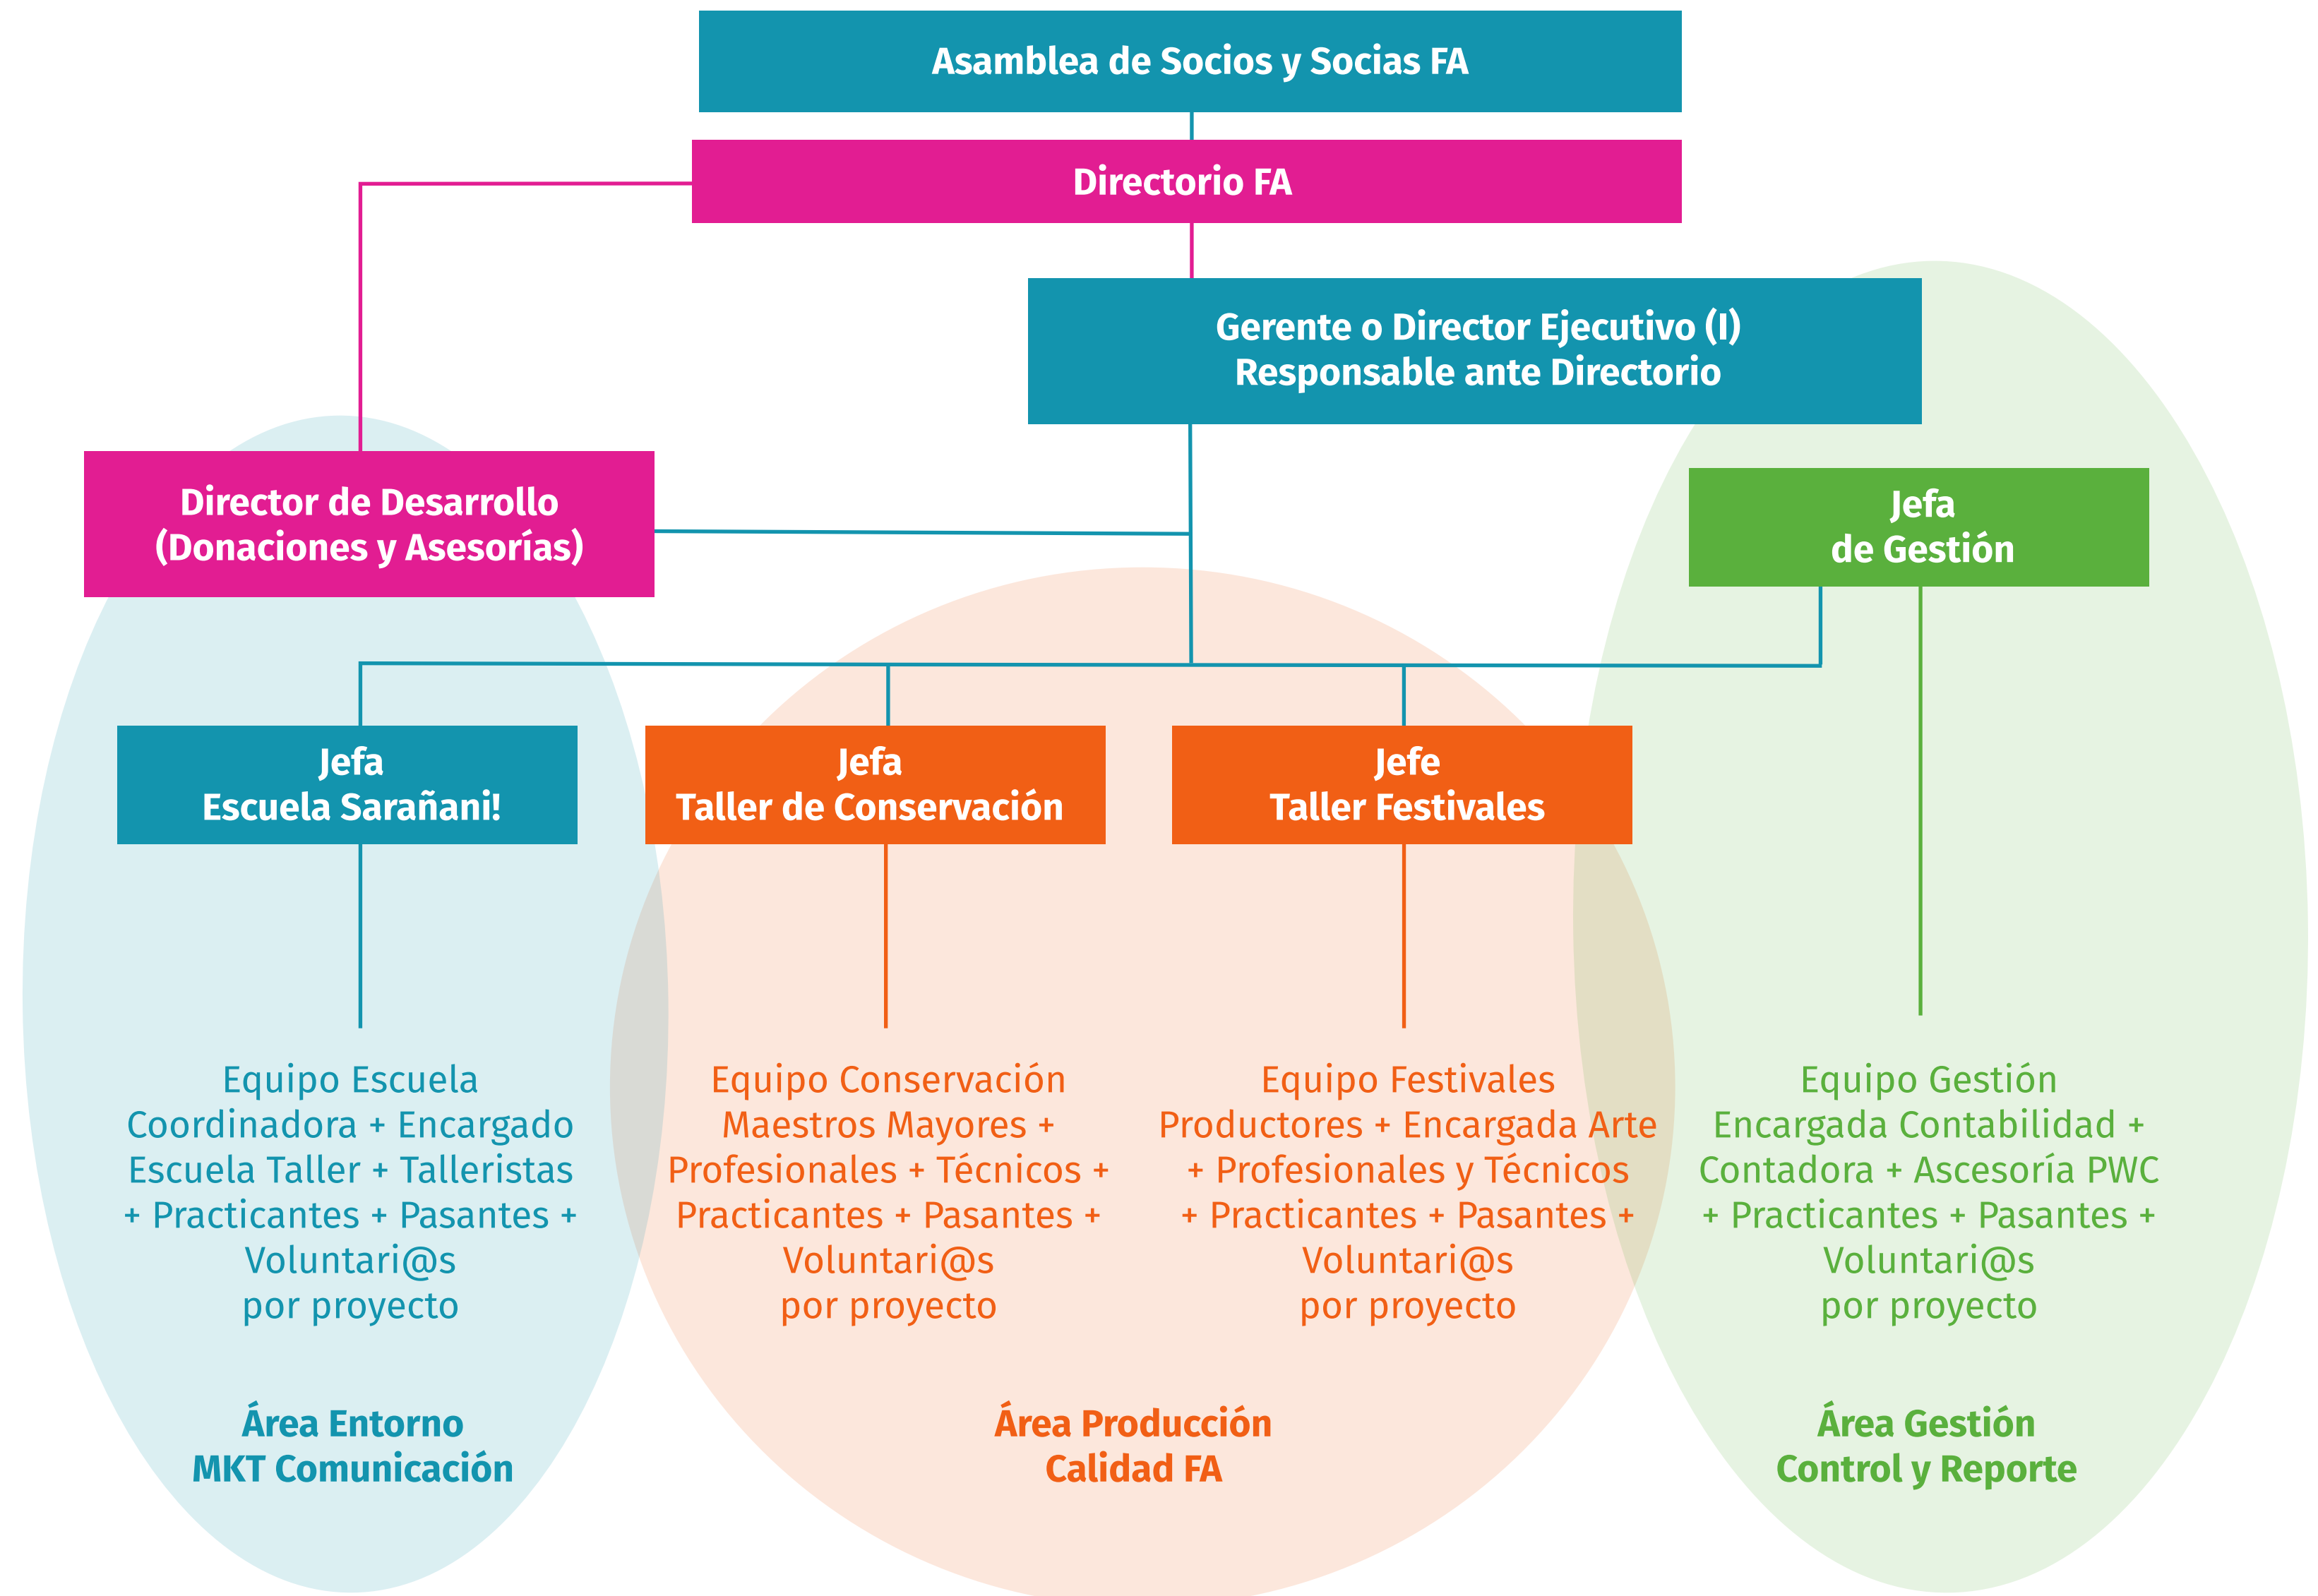 Asamblea de Socios y Socias FA
Directorio FA
Gerente o Director Ejecutivo (I)
Responsable ante Directorio
Director de Desarrollo
(Donaciones y Asesorías)
Jefa
de Gestión
Jefa
Escuela Sarañani!
Jefa
Taller de Conservación
Jefe
Taller Festivales
Equipo Escuela
Coordinadora + Encargado
Escuela Taller + Talleristas
+ Practicantes + Pasantes +
Voluntari@s
por proyecto
Equipo Conservación
Maestros Mayores +
Profesionales + Técnicos +
Practicantes + Pasantes +
Voluntari@s
por proyecto
Equipo Festivales
Productores + Encargada Arte
+ Profesionales y Técnicos
+ Practicantes + Pasantes +
Voluntari@s
por proyecto
Equipo Gestión
Encargada Contabilidad +
Contadora + Ascesoría PWC
+ Practicantes + Pasantes +
Voluntari@s
por proyecto
Área Entorno
MKT Comunicación
Área Producción
Calidad FA
Área Gestión
Control y Reporte